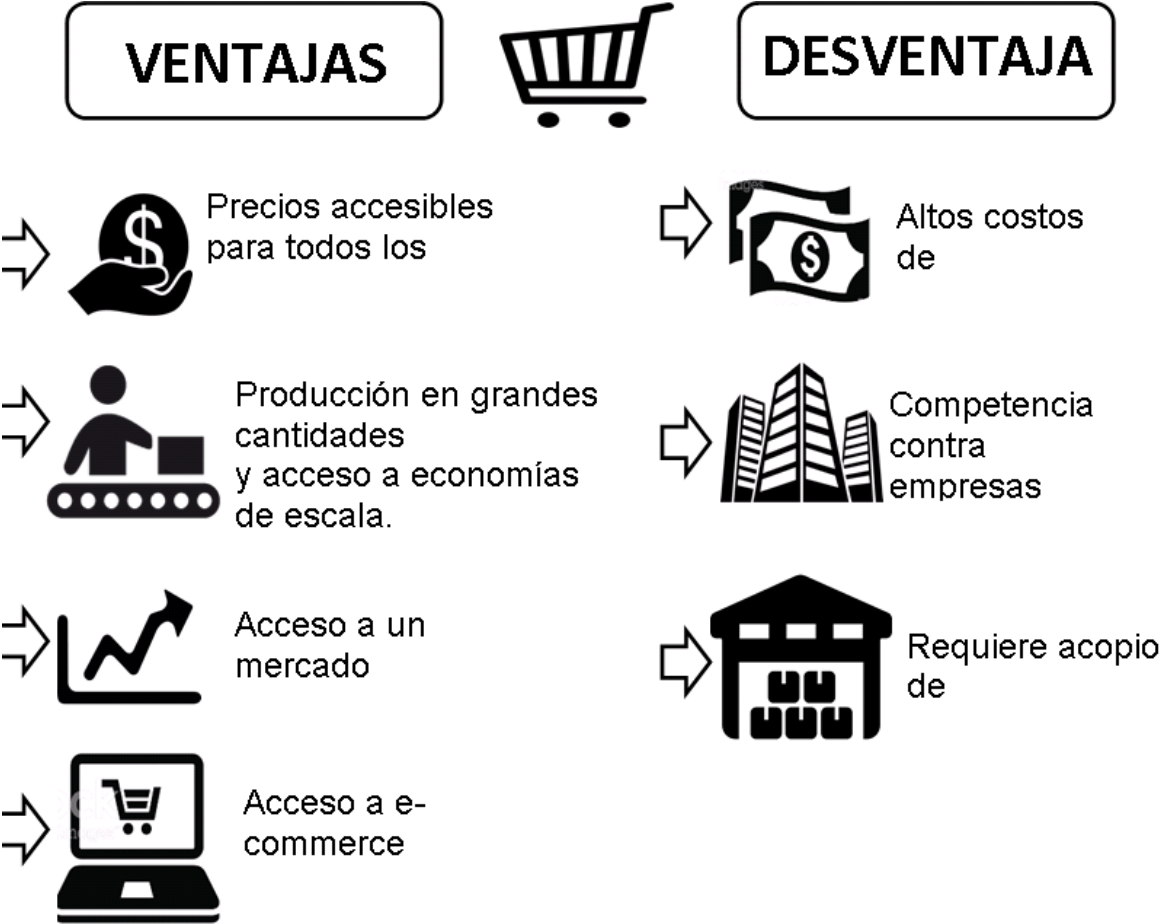 VENTAJAS
DESVENTAJA
Precios accesibles
para todos los
Producción en grandes
cantidades
y acceso a economías
de escala.
Acceso a un
mercado
Acceso a e-
commerce
Altos costos
de
Competencia
contra
empresas
Requiere acopio
de